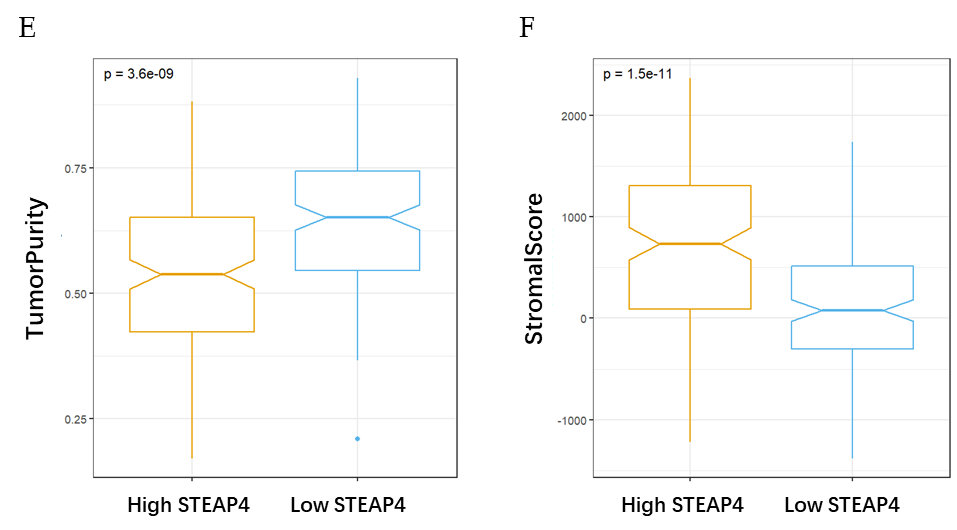 E
p = 3.6e-09
TumorPurity
0.75
0.50
0.25
High STEAP4
Low STEAP4
F
p = 1.5e-11
StromalScore
2000
1000
0
-1000
High STEAP4
Low STEAP4